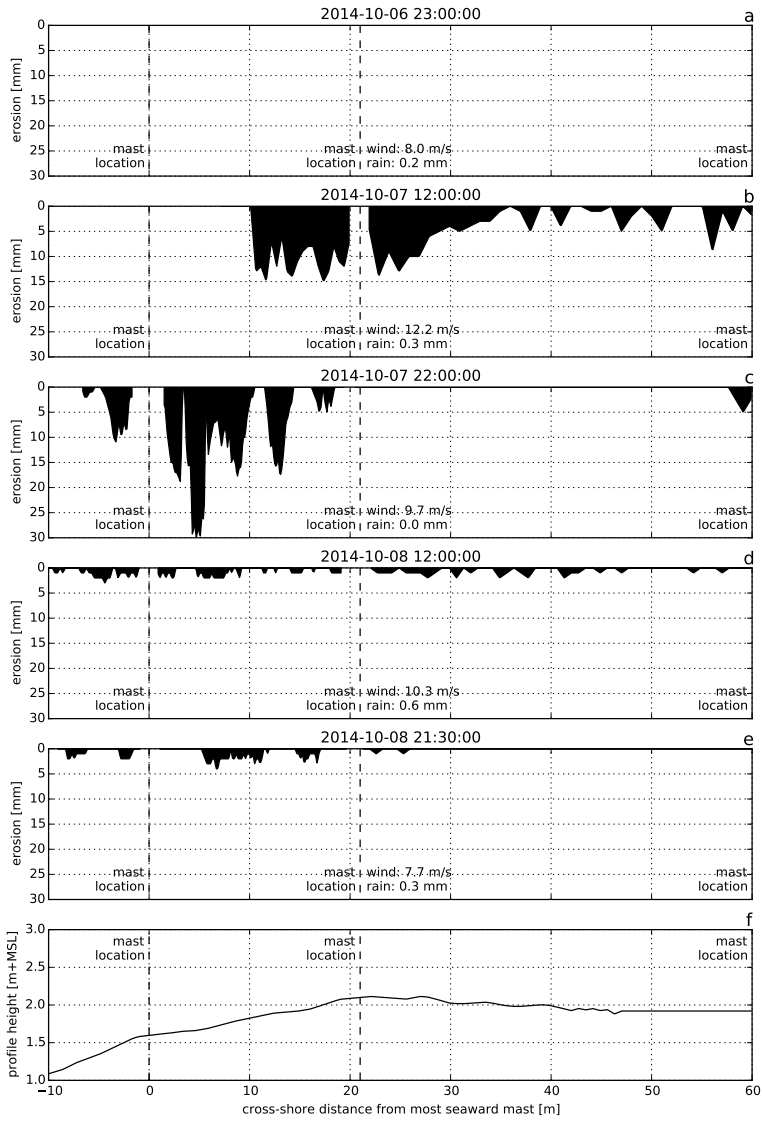 2014-10-06 23:00:00
a
0
5
10
15
20
25
30
erosion [mm]
mast
location
mast
location
wind: 8.0 m/s
rain: 0.2 mm
mast
location
2014-10-07 12:00:00
b
0
5
10
15
20
25
30
erosion [mm]
mast
location
mast
location
wind: 12.2 m/s
rain: 0.3 mm
mast
location
2014-10-07 22:00:00
c
0
5
10
15
20
25
30
erosion [mm]
mast
location
mast
location
wind: 9.7 m/s
rain: 0.0 mm
mast
location
2014-10-08 12:00:00
d
0
5
10
15
20
25
30
erosion [mm]
mast
location
mast
location
wind: 10.3 m/s
rain: 0.6 mm
mast
location
2014-10-08 21:30:00
e
0
5
10
15
20
25
30
erosion [mm]
mast
location
mast
location
wind: 7.7 m/s
rain: 0.3 mm
mast
location
f
3.0
2.5
2.0
1.5
1.0
profile height [m+MSL]
mast
location
mast
location
mast
location
−10 0 10 20 30 40 50 60
cross-shore distance from most seaward mast [m]